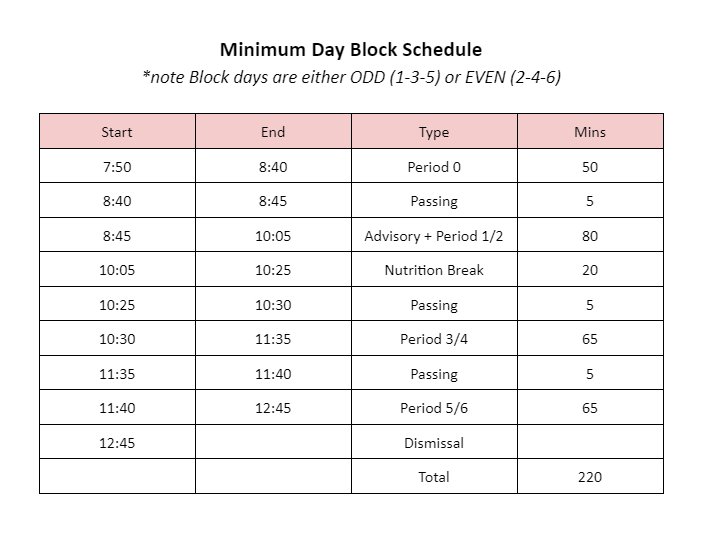 Minimum Day Block Schedule
*note Block days are either ODD (1-3-5) or EVEN (2-4-6)
Start End Type Mins
7:50 8:40 Period 0 50
8:40 8:45 Passing 5
8:45 10:05 Advisory + Period 1/2 80
10:05 10:25 Nutrition Break 20
10:25 10:30 Passing 5
10:30 11:35 Period 3/4 65
11:35 11:40 Passing 5
11:40 12:45 Period 5/6 65
12:45 Dismissal
Total 220